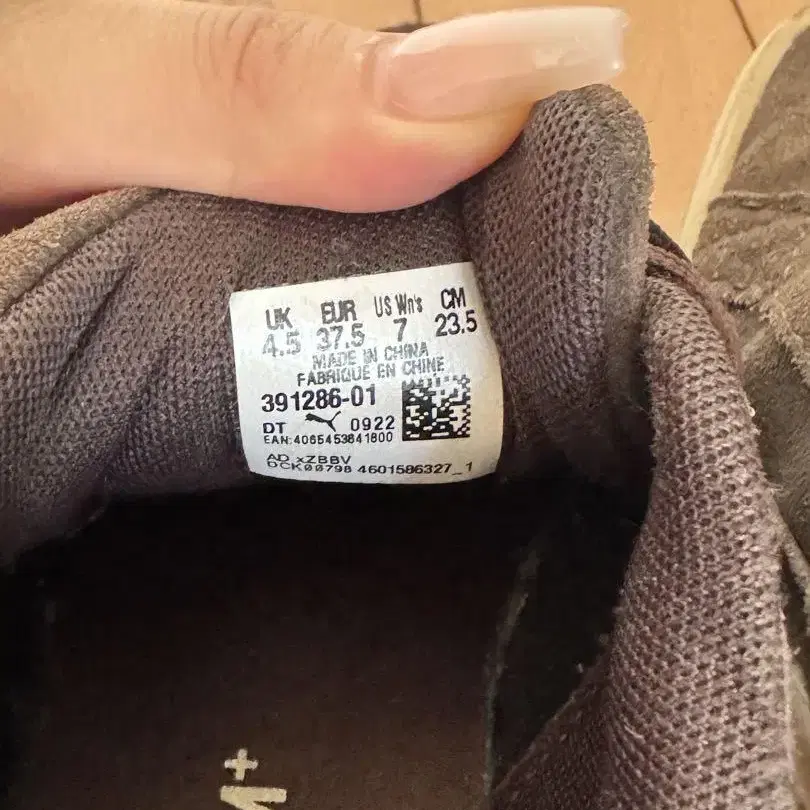 UK EUR US Wn's CM
4.5 37.5 7 23.5
MADE IN CHINA
FABRIQUE EN CHINE
391286-01
DT 0922
EAN:4065453841800
AD xZBBV
DCK00798 4601586327_1
+